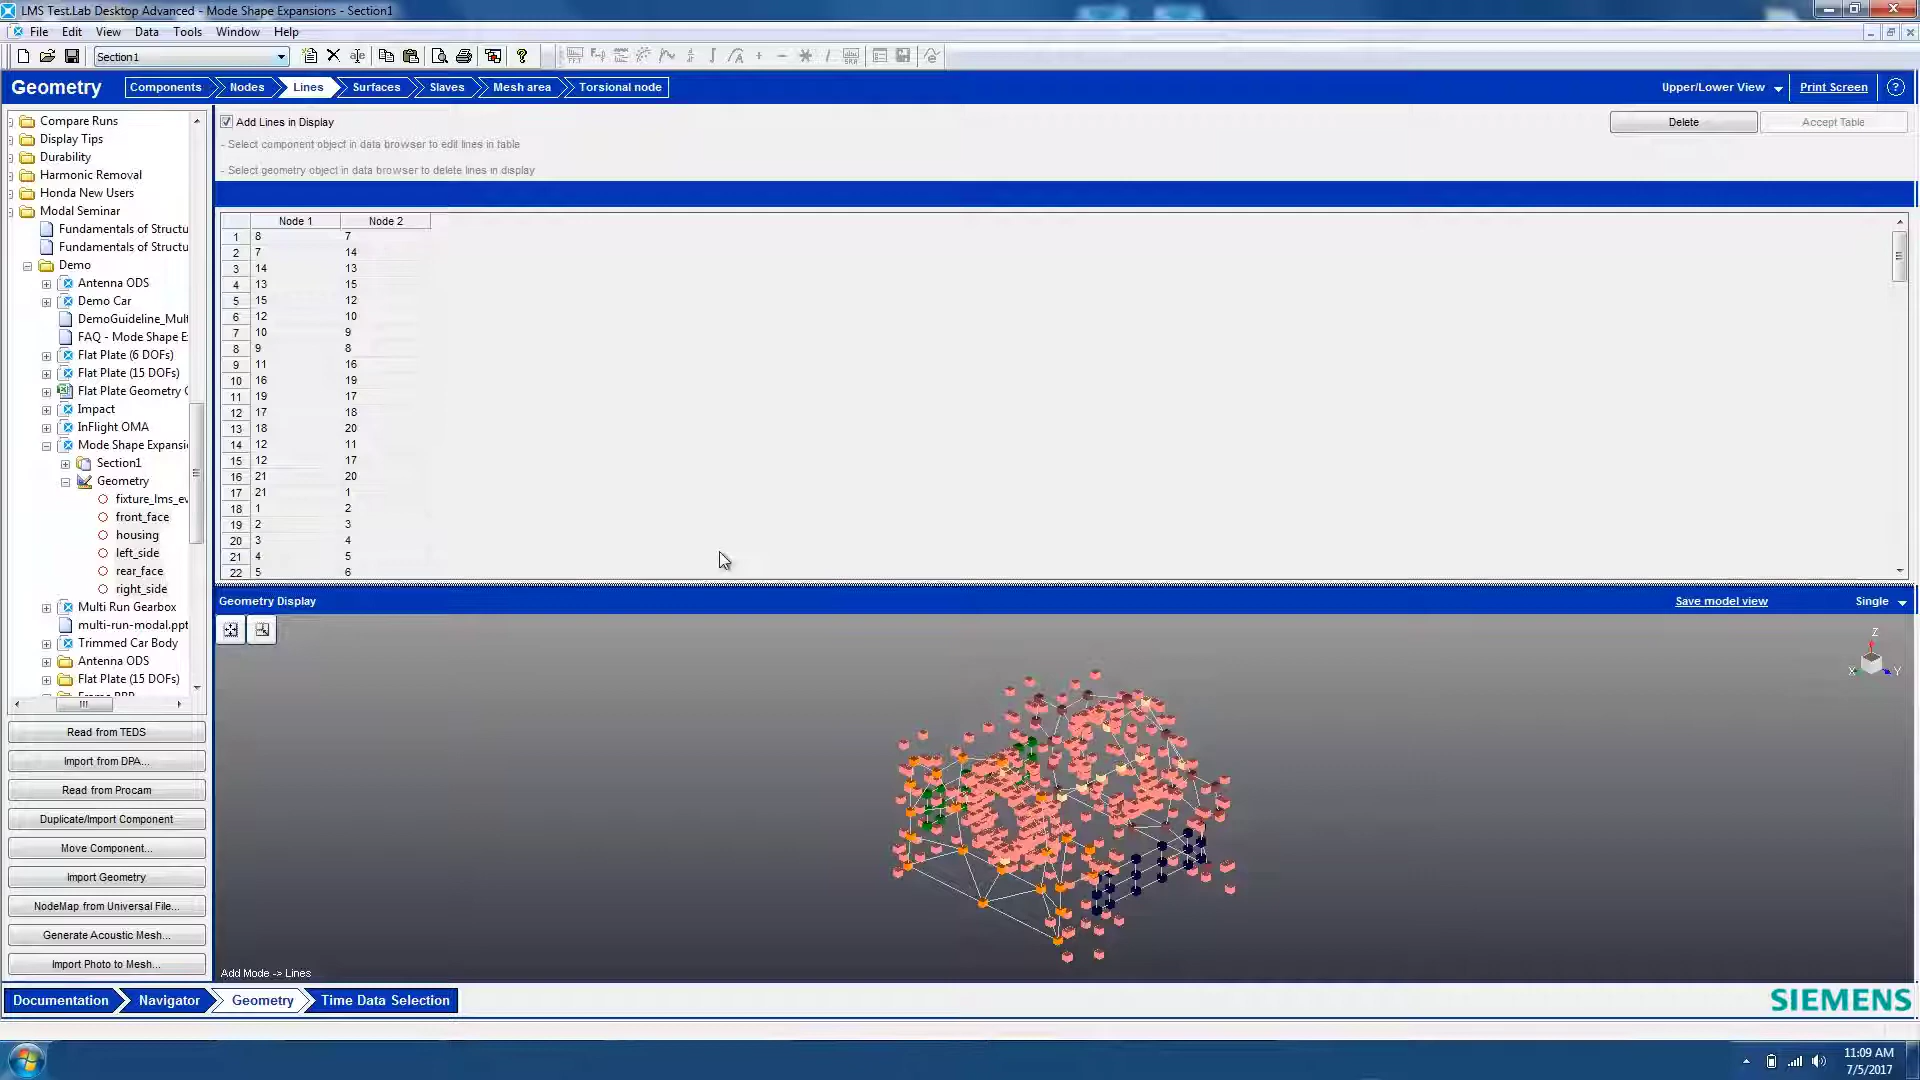 LMS Test.Lab Desktop Advanced - Mode Shape Expansions - Section1
File Edit View Data Tools Window Help
Section1
Geometry Components Nodes Lines Surfaces Slaves Mesh area Torsional node Upper/Lower View Print Screen
Compare Runs
Display Tips
Durability
Harmonic Removal
Honda New Users
Modal Seminar
Fundamentals of Structu
Fundamentals of Structu
Demo
Antenna ODS
Demo Car
DemoGuideline_Mult
FAQ - Mode Shape E
Flat Plate (6 DOFs)
Flat Plate (15 DOFs)
Flat Plate Geometry C
Impact
InFlight OMA
Mode Shape Expansi
Section1
Geometry
fixture_lms_ev
front_face
housing
left_side
rear_face
right_side
Multi Run Gearbox
multi-run-modal.ppt
Trimmed Car Body
Antenna ODS
Flat Plate (15 DOFs)
Read from TEDS
Import from DPA...
Read from Procam
Duplicate/Import Component
Move Component...
Import Geometry
NodeMap from Universal File...
Generate Acoustic Mesh...
Import Photo to Mesh...
Add Lines in Display
Delete Accept Table
- Select component object in data browser to edit lines in table
- Select geometry object in data browser to delete lines in display
Node 1 Node 2
1 8 7
2 7 14
3 14 13
4 13 15
5 15 12
6 12 10
7 10 9
8 9 8
9 11 16
10 16 19
11 19 17
12 17 18
13 18 20
14 12 11
15 12 17
16 21 20
17 21 1
18 1 2
19 2 3
20 3 4
21 4 5
22 5 6
Geometry Display Save model view Single
Z
X Y
Add Mode -> Lines
Documentation Navigator Geometry Time Data Selection
SIEMENS
11:09 AM
7/5/2017